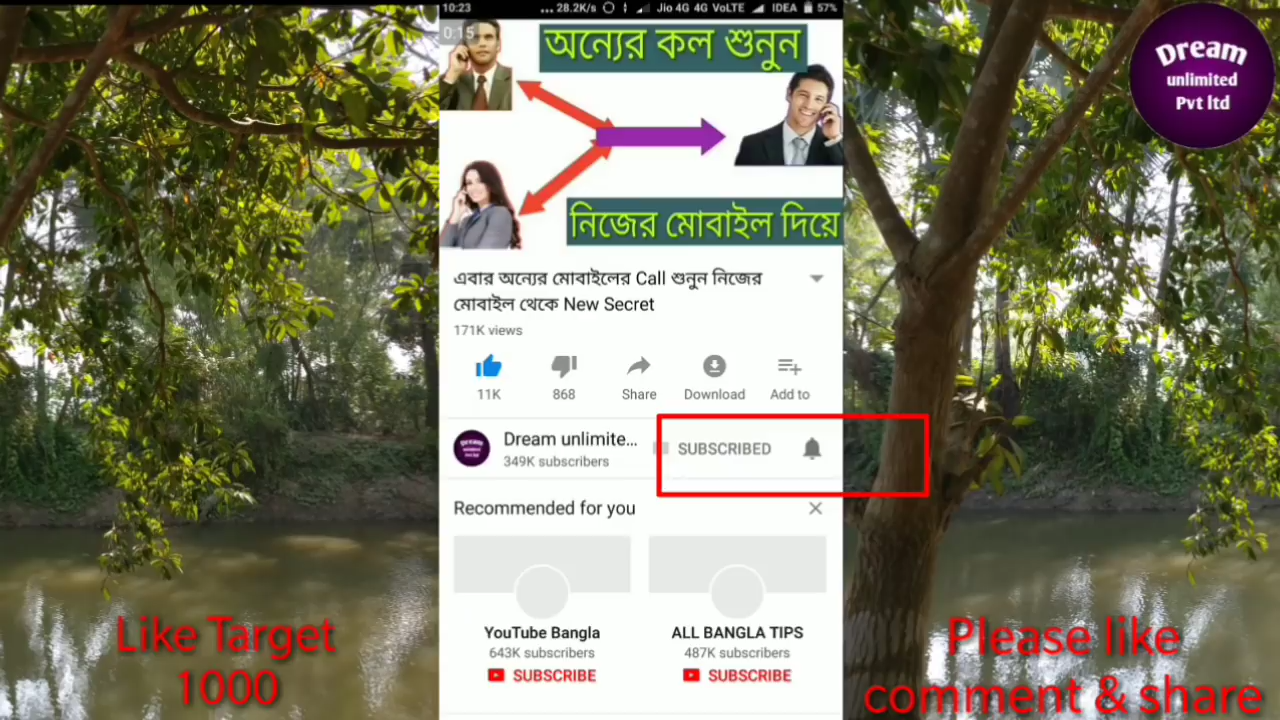 10:23 ... 28.2K/s Jio 4G 4G VoLTE IDEA 57%
0:15
অন্যের কল শুনুন
নিজের মোবাইল দিয়ে
Dream
unlimited
Pvt ltd
এবার অন্যের মোবাইলের Call শুনুন নিজের
মোবাইল থেকে New Secret
171K views
11K 868 Share Download Add to
Dream unlimite... SUBSCRIBED
349K subscribers
Recommended for you
YouTube Bangla ALL BANGLA TIPS
643K subscribers 487K subscribers
SUBSCRIBE SUBSCRIBE
Like Target
1000
Please like
comment & share